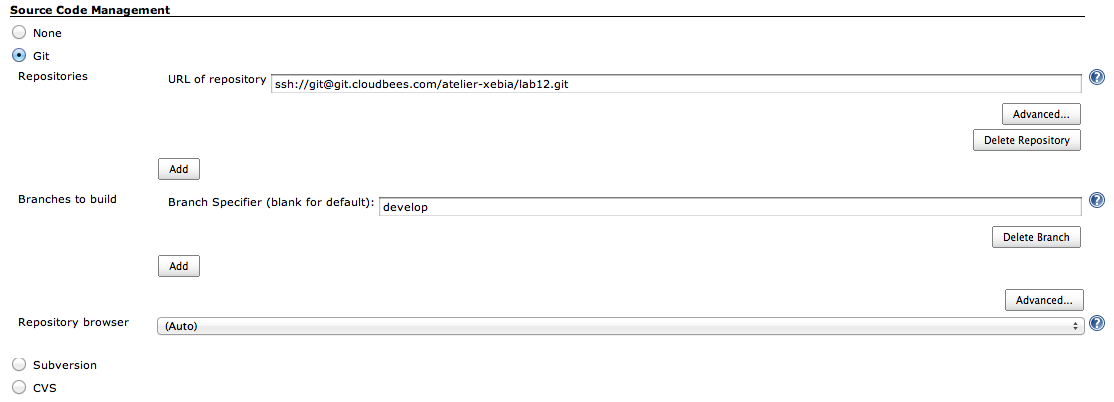 Source Code Management
None
Git
Repositories
URL of repository ssh://git@git.cloudbees.com/atelier-xebia/lab12.git
?
Advanced...
Delete Repository
Add
Branches to build
Branch Specifier (blank for default): develop
?
Delete Branch
Add
Advanced...
Repository browser
(Auto)
?
Subversion
CVS